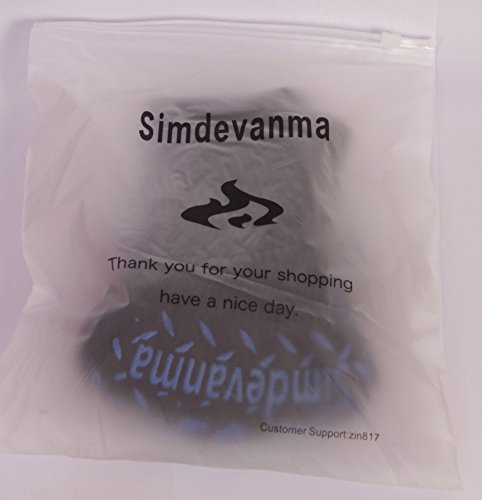 Simdevanma
Thank you for your shopping
have a nice day.
simdevanma
Customer Support:zin817